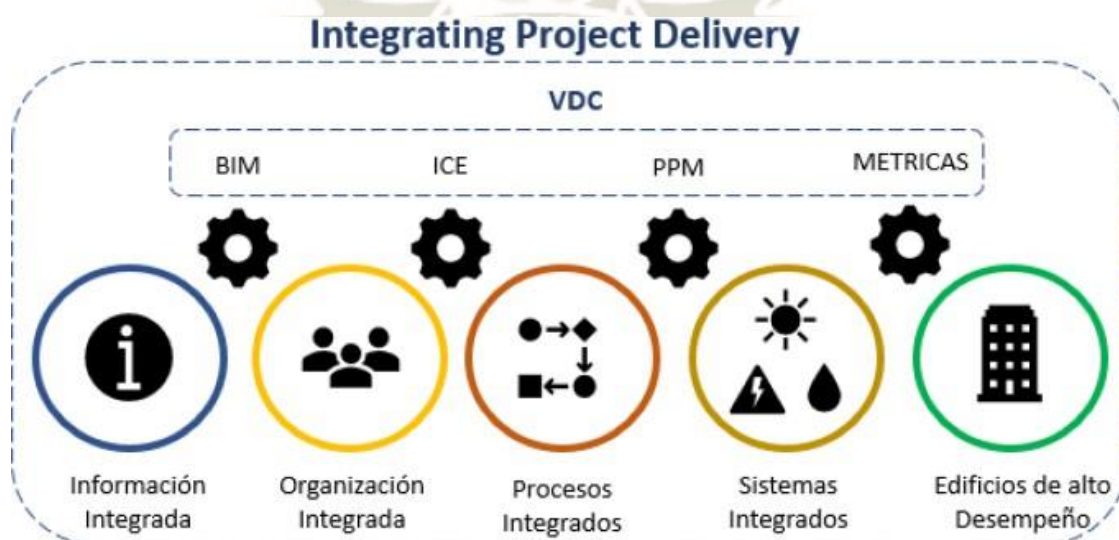 Integrating Project Delivery
VDC
BIM ICE PPM METRICAS
Información Integrada
Organización Integrada
Procesos Integrados
Sistemas Integrados
Edificios de alto Desempeño